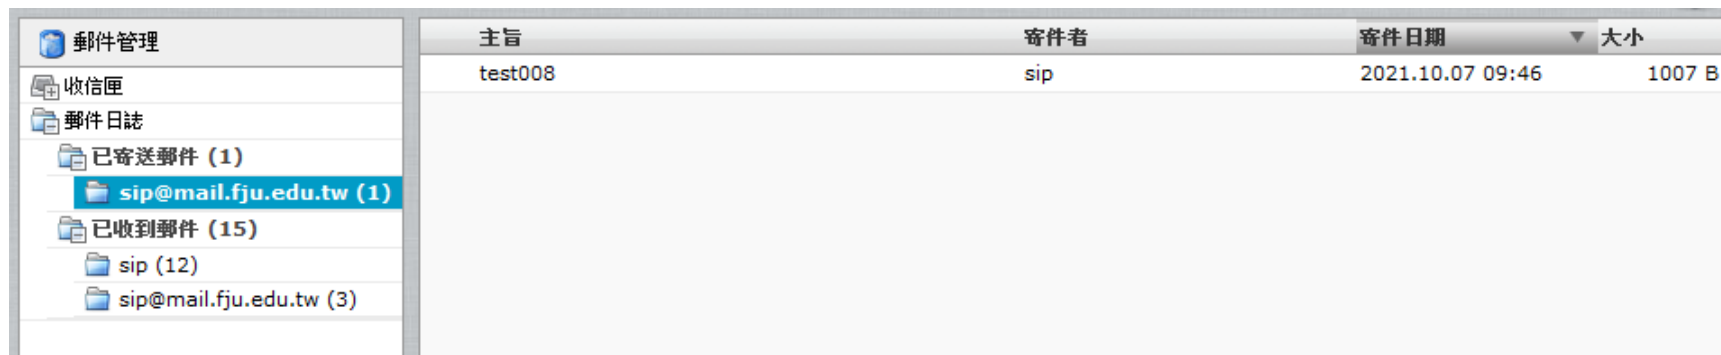 郵件管理
收信匣
郵件日誌
已寄送郵件 (1)
sip@mail.fju.edu.tw (1)
已收到郵件 (15)
sip (12)
sip@mail.fju.edu.tw (3)
主旨 寄件者 寄件日期 ▼ 大小
test008 sip 2021.10.07 09:46 1007 B